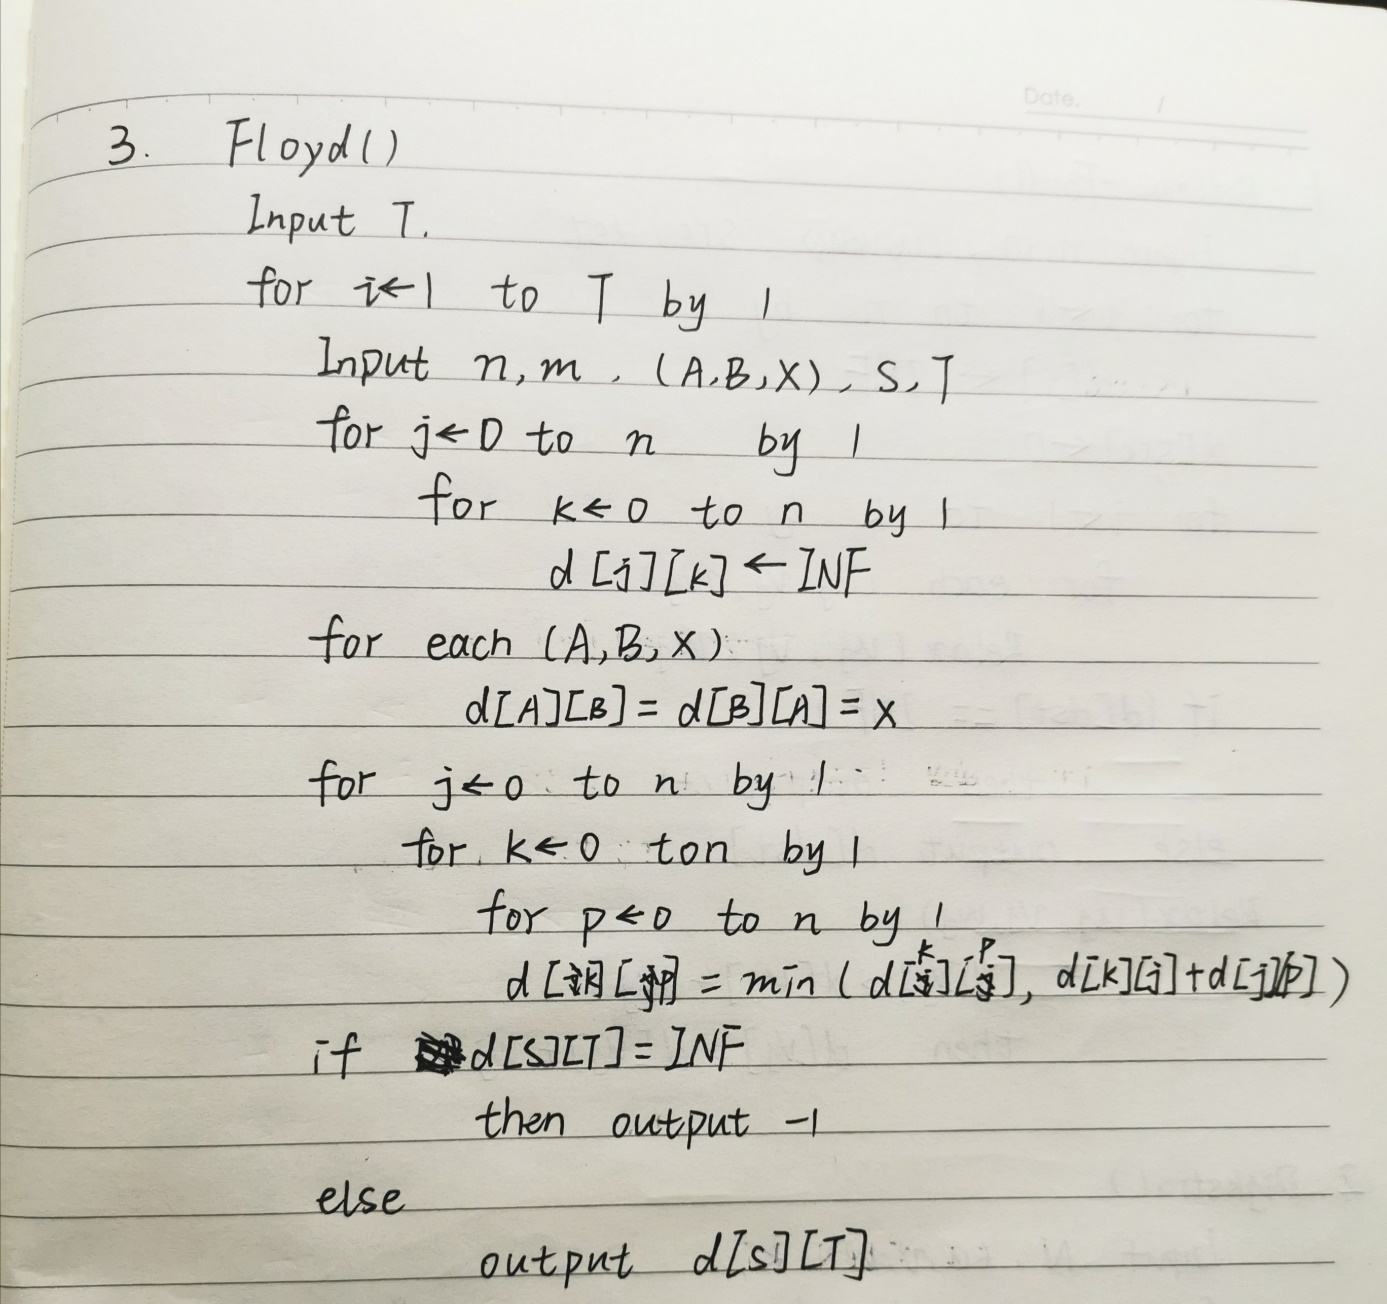 Date. /
3. Floyd()
Input T.
for i←1 to T by 1
Input n, m, (A,B,X), S, T
for j←0 to n by 1
for k←0 to n by 1
d[j][k]←INF
for each (A,B,X)
d[A][B] = d[B][A] = X
for j←0 to n by 1
for k←0 to n by 1
for p←0 to n by 1
d[k][p] = min(d[k][p], d[k][j]+d[j][p])
if d[S][T] = INF
then output -1
else
output d[S][T]